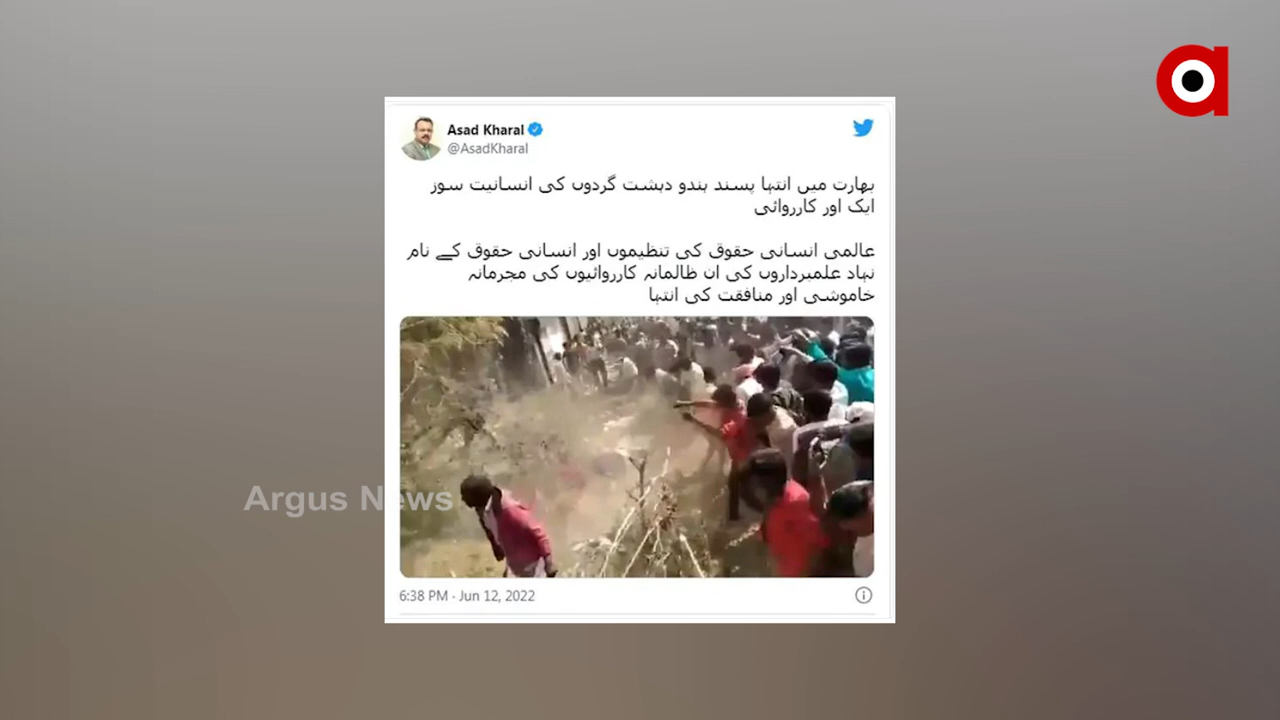 Asad Kharal
@AsadKharal
بھارت میں انتہا پسند ہندو دہشت گردوں کی انسانیت سوز
ایک اور کارروائی
عالمی انسانی حقوق کی تنظیموں اور انسانی حقوق کے نام
نہاد علمبرداروں کی ان ظالمانہ کارروائیوں کی مجرمانہ
خاموشی اور منافقت کی انتہا
Argus News
6:38 PM · Jun 12, 2022